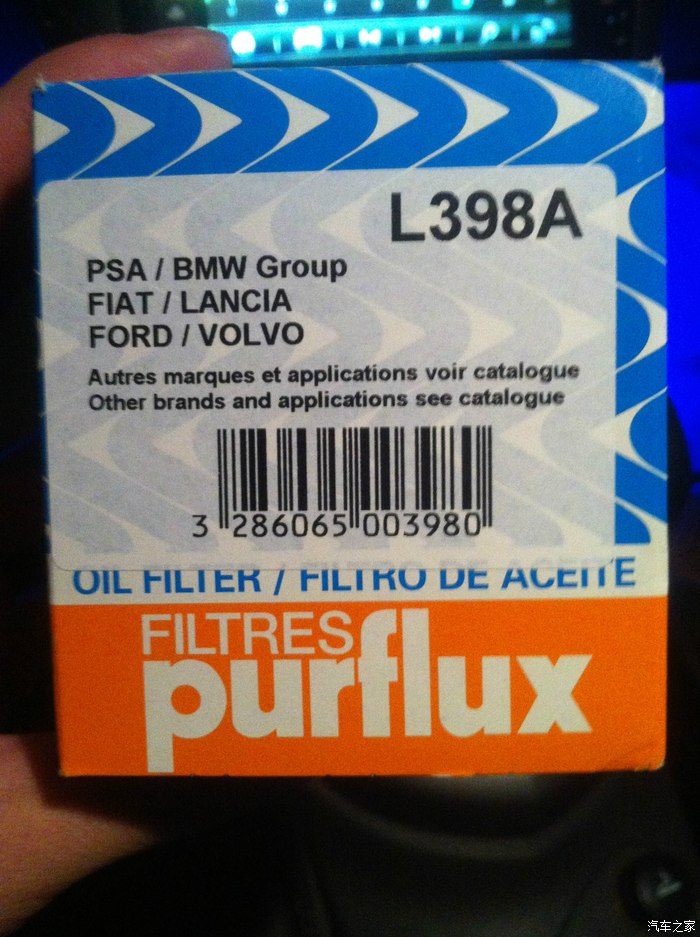 L398A
PSA / BMW Group
FIAT / LANCIA
FORD / VOLVO
Autres marques et applications voir catalogue
Other brands and applications see catalogue
3 286065 003980
OIL FILTER / FILTRO DE ACEITE
FILTRES
purflux
汽车之家